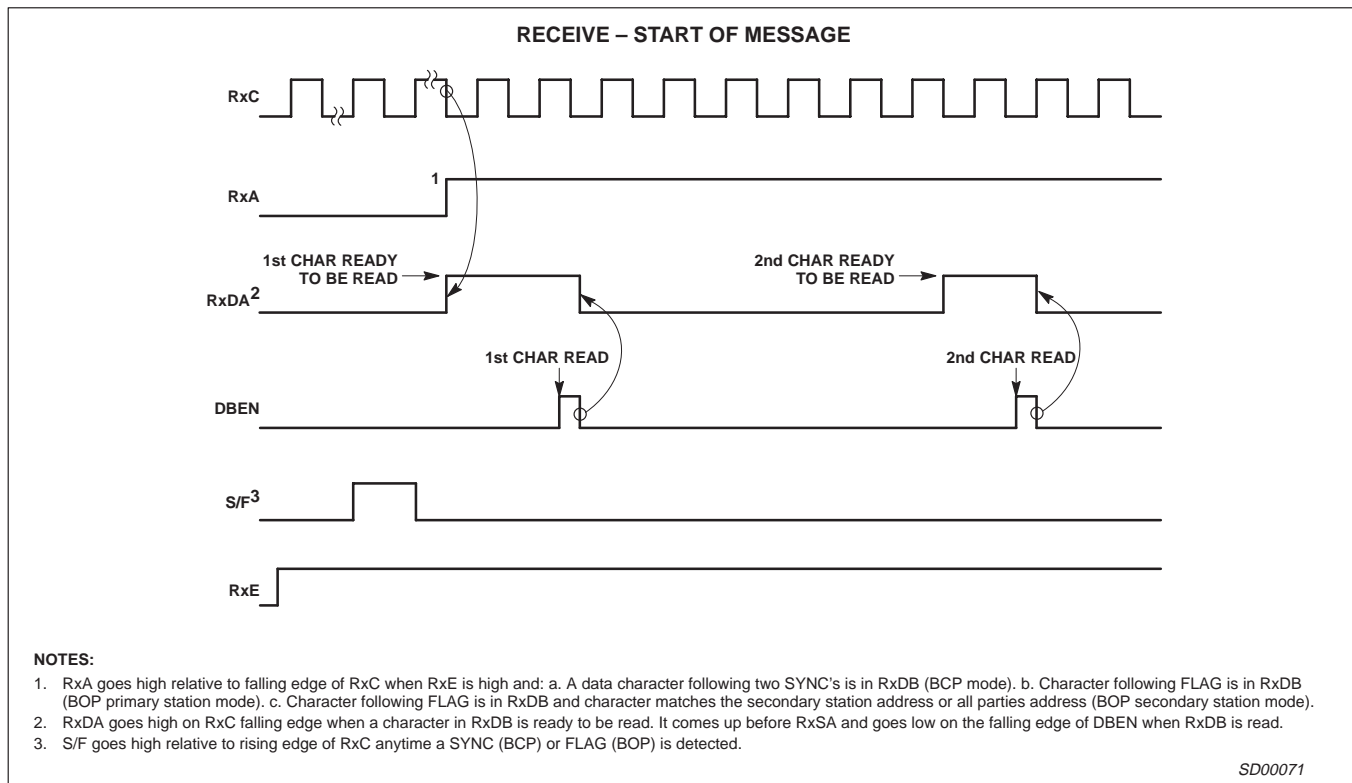 RECEIVE – START OF MESSAGE
RxC
1
RxA
1st CHAR READY
TO BE READ
2nd CHAR READY
TO BE READ
RxDA2
1st CHAR READ
2nd CHAR READ
DBEN
S/F3
RxE
NOTES:
1. RxA goes high relative to falling edge of RxC when RxE is high and: a. A data character following two SYNC's is in RxDB (BCP mode). b. Character following FLAG is in RxDB
(BOP primary station mode). c. Character following FLAG is in RxDB and character matches the secondary station address or all parties address (BOP secondary station mode).
2. RxDA goes high on RxC falling edge when a character in RxDB is ready to be read. It comes up before RxSA and goes low on the falling edge of DBEN when RxDB is read.
3. S/F goes high relative to rising edge of RxC anytime a SYNC (BCP) or FLAG (BOP) is detected.
SD00071